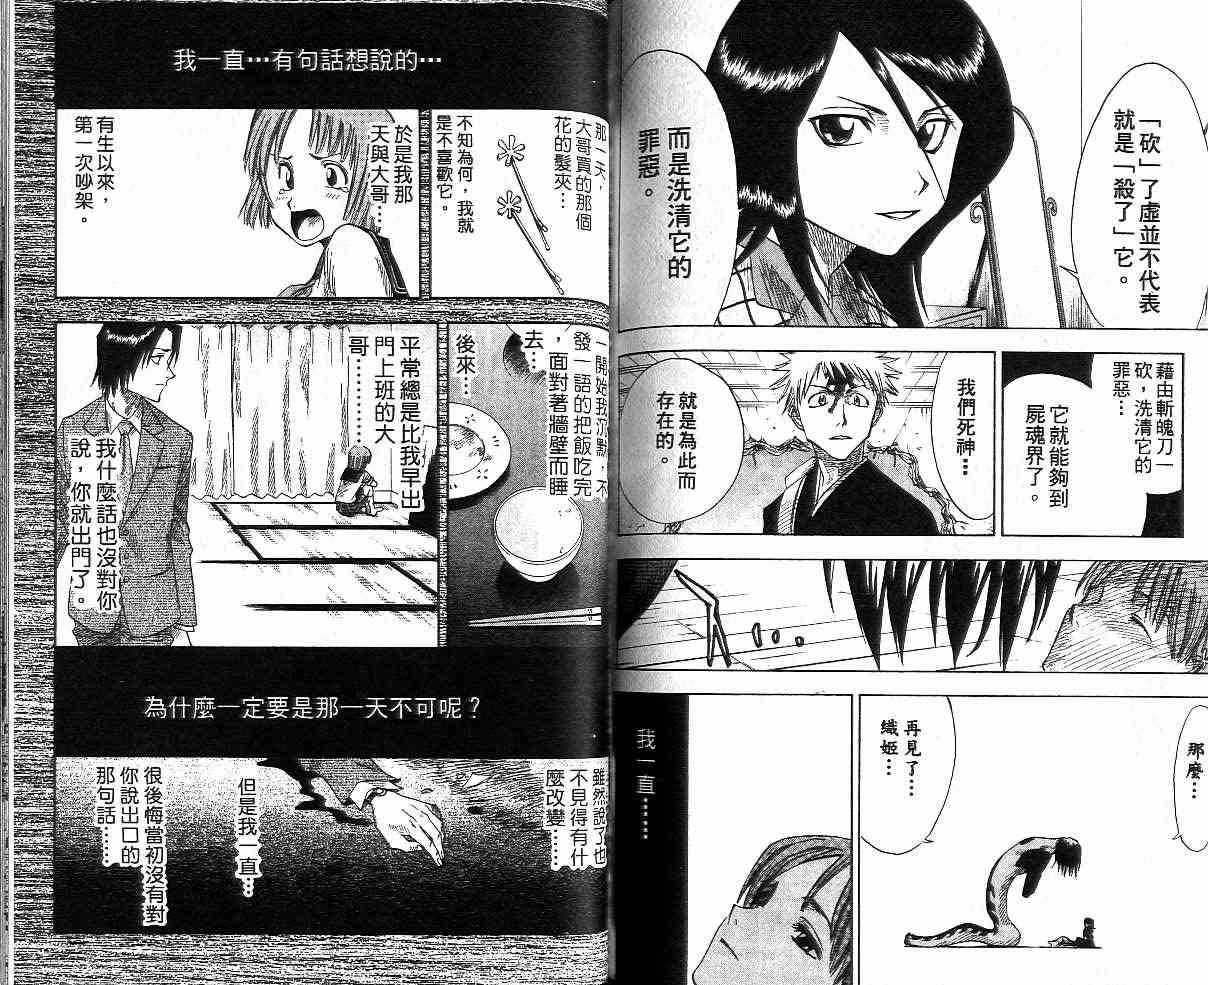 「砍」了虛並不代表
就是「殺了」它。
而是洗清它的
罪惡。
藉由斬魄刀一
砍，洗清它的
罪惡…
它就能夠到
屍魂界了。
我們死神…
就是為此而
存在的。
那麼…
再見了…
織姬…
我一直……
我一直…有句話想說的…
那一天，
大哥買的那個
花的髮夾…
不知為何，我就
是不喜歡它。
於是我那
天與大哥…
有生以來，
第一次吵架。
一開始我沉默，不
發一語的把飯吃完
，面對著牆壁而睡
去…
後來…
平常總是比我早出
門上班的大
哥…………
我什麼話也沒對你
說，你就出門了。
為什麼一定要是那一天不可呢？
雖然說了也
不見得有什
麼改變……
但是我一直…
很後悔當初沒有對
你說出口的
那句話……